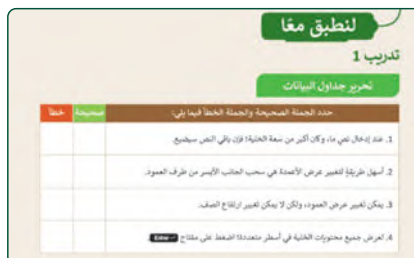 لنطبق معًا
تدريب 1
تحرير جداول البيانات
حدد الجملة الصحيحة والجملة الخطأ فيما يلي: صحيحة خطأ
1. عند إدخال نص ما، وكان أكبر من سعة الخلية؛ فإن باقي النص سيضيع.
2. أسهل طريقة لتغيير عرض الأعمدة هي سحب الجانب الأيسر من طرف العمود.
3. يمكن تغيير عرض العمود، ولكن لا يمكن تغيير ارتفاع الصف.
4. لعرض جميع محتويات الخلية في أسطر متعددة؛ اضغط على مفتاح Enter